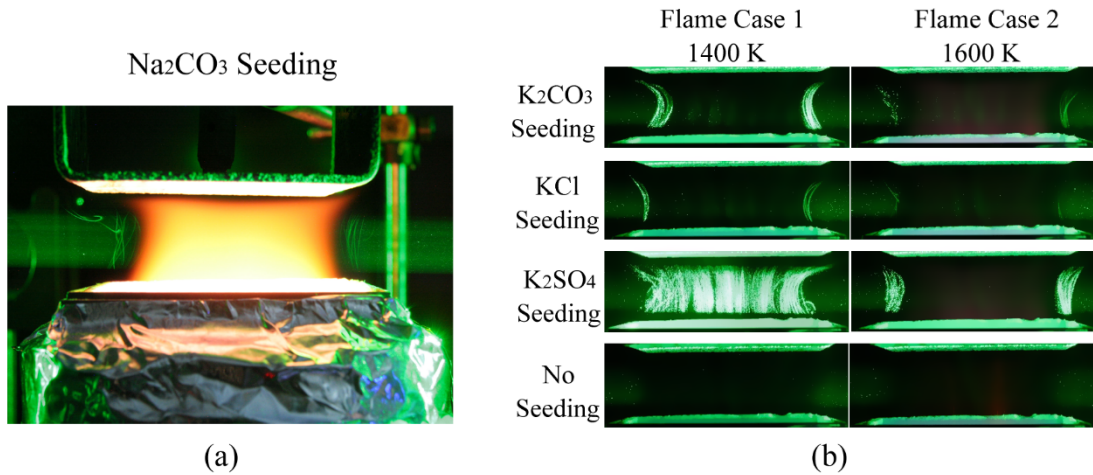 Na₂CO₃ Seeding
(a)
Flame Case 1
1400 K
Flame Case 2
1600 K
K₂CO₃
Seeding
KCl
Seeding
K₂SO₄
Seeding
No
Seeding
(b)